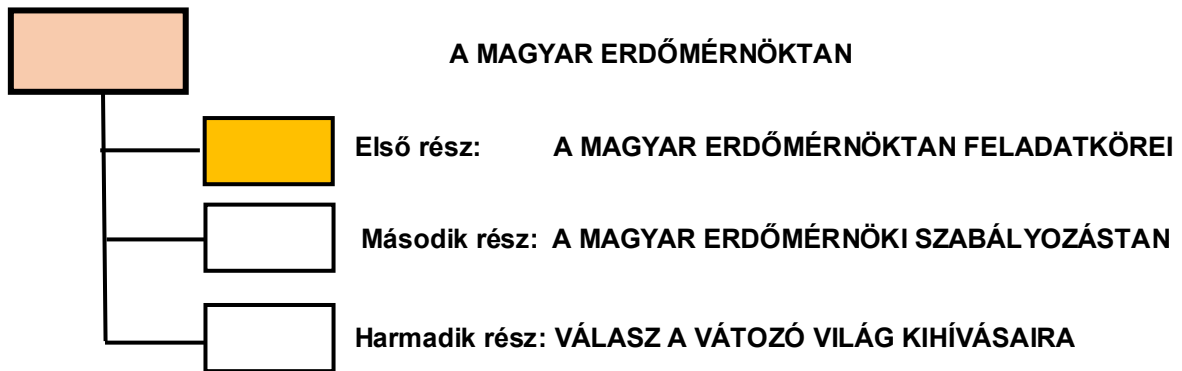 A MAGYAR ERDŐMÉRNÖKTAN
Első rész: A MAGYAR ERDŐMÉRNÖKTAN FELADATKÖREI
Második rész: A MAGYAR ERDŐMÉRNÖKI SZABÁLYOZÁSTAN
Harmadik rész: VÁLASZ A VÁTOZÓ VILÁG KIHÍVÁSAIRA